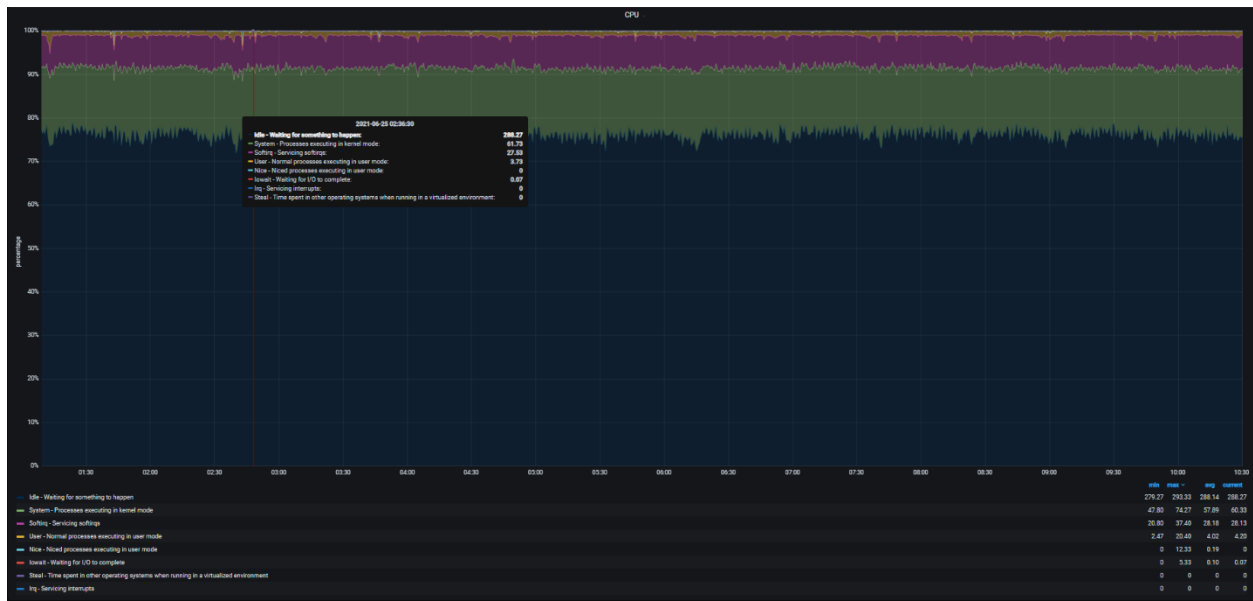 CPU
100%
90%
80%
70%
60%
50%
40%
30%
20%
10%
0%
percentage
2021-06-25 02:36:30
Idle - Waiting for something to happen: 288.27
System - Processes executing in kernel mode: 61.73
Softirq - Servicing softirqs: 27.53
User - Normal processes executing in user mode: 3.73
Nice - Niced processes executing in user mode: 0
Iowait - Waiting for I/O to complete: 0.07
Irq - Servicing interrupts: 0
Steal - Time spent in other operating systems when running in a virtualized environment: 0
01:30 02:00 02:30 03:00 03:30 04:00 04:30 05:00 05:30 06:00 06:30 07:00 07:30 08:00 08:30 09:00 09:30 10:00 10:30
min max avg current
Idle - Waiting for something to happen 279.27 293.33 288.14 288.27
System - Processes executing in kernel mode 47.80 74.27 57.89 60.33
Softirq - Servicing softirqs 20.80 37.40 28.18 28.13
User - Normal processes executing in user mode 2.47 20.40 4.02 4.20
Nice - Niced processes executing in user mode 0 12.33 0.19 0
Iowait - Waiting for I/O to complete 0 5.33 0.10 0.07
Steal - Time spent in other operating systems when running in a virtualized environment 0 0 0 0
Irq - Servicing interrupts 0 0 0 0